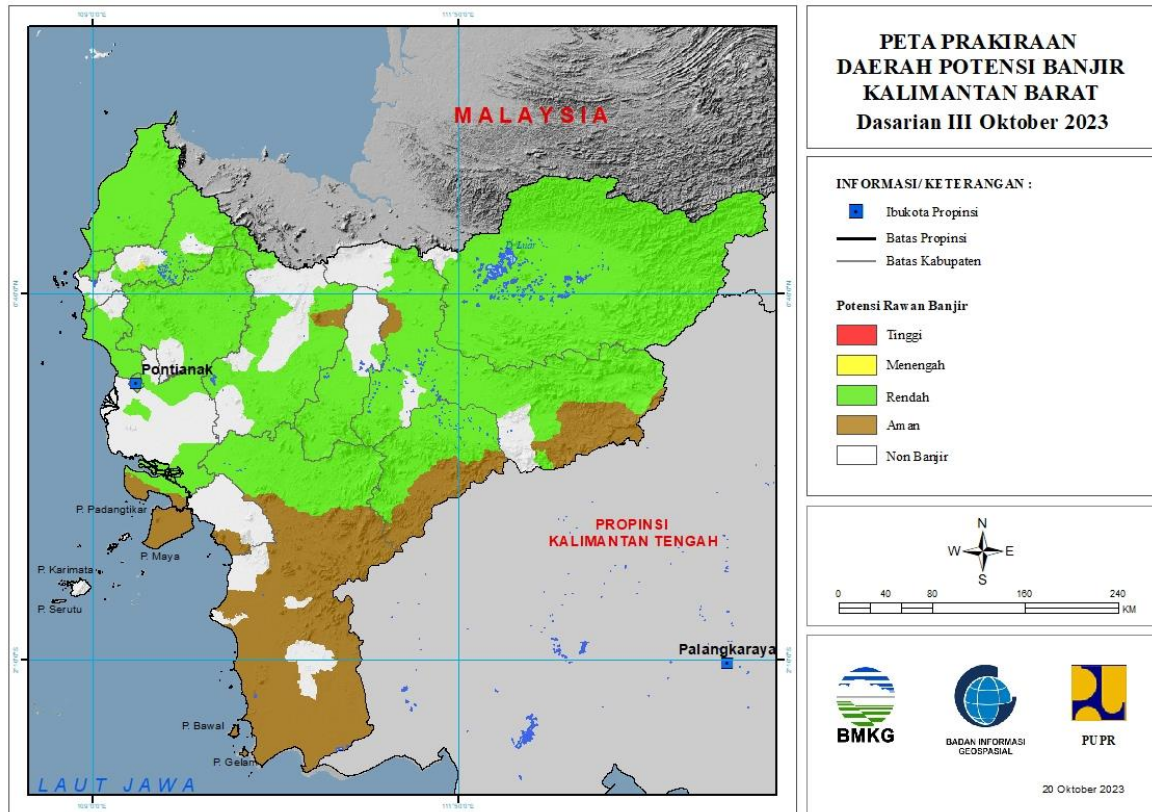 PETA PRAKIRAAN
DAERAH POTENSI BANJIR
KALIMANTAN BARAT
Dasarian III Oktober 2023
INFORMASI/ KETERANGAN :
Ibukota Propinsi
Batas Propinsi
Batas Kabupaten
Potensi Rawan Banjir
Tinggi
Menengah
Rendah
Aman
Non Banjir
N
W E
S
0 40 80 160 240
KM
BMKG
BADAN INFORMASI
GEOSPASIAL
PUPR
20 Oktober 2023
MALAYSIA
Pontianak
P. Padangtikar
P. Maya
P. Karimata
P. Serutu
PROPINSI
KALIMANTAN TENGAH
Palangkaraya
P. Bawal
P. Gelam
LAUT JAWA